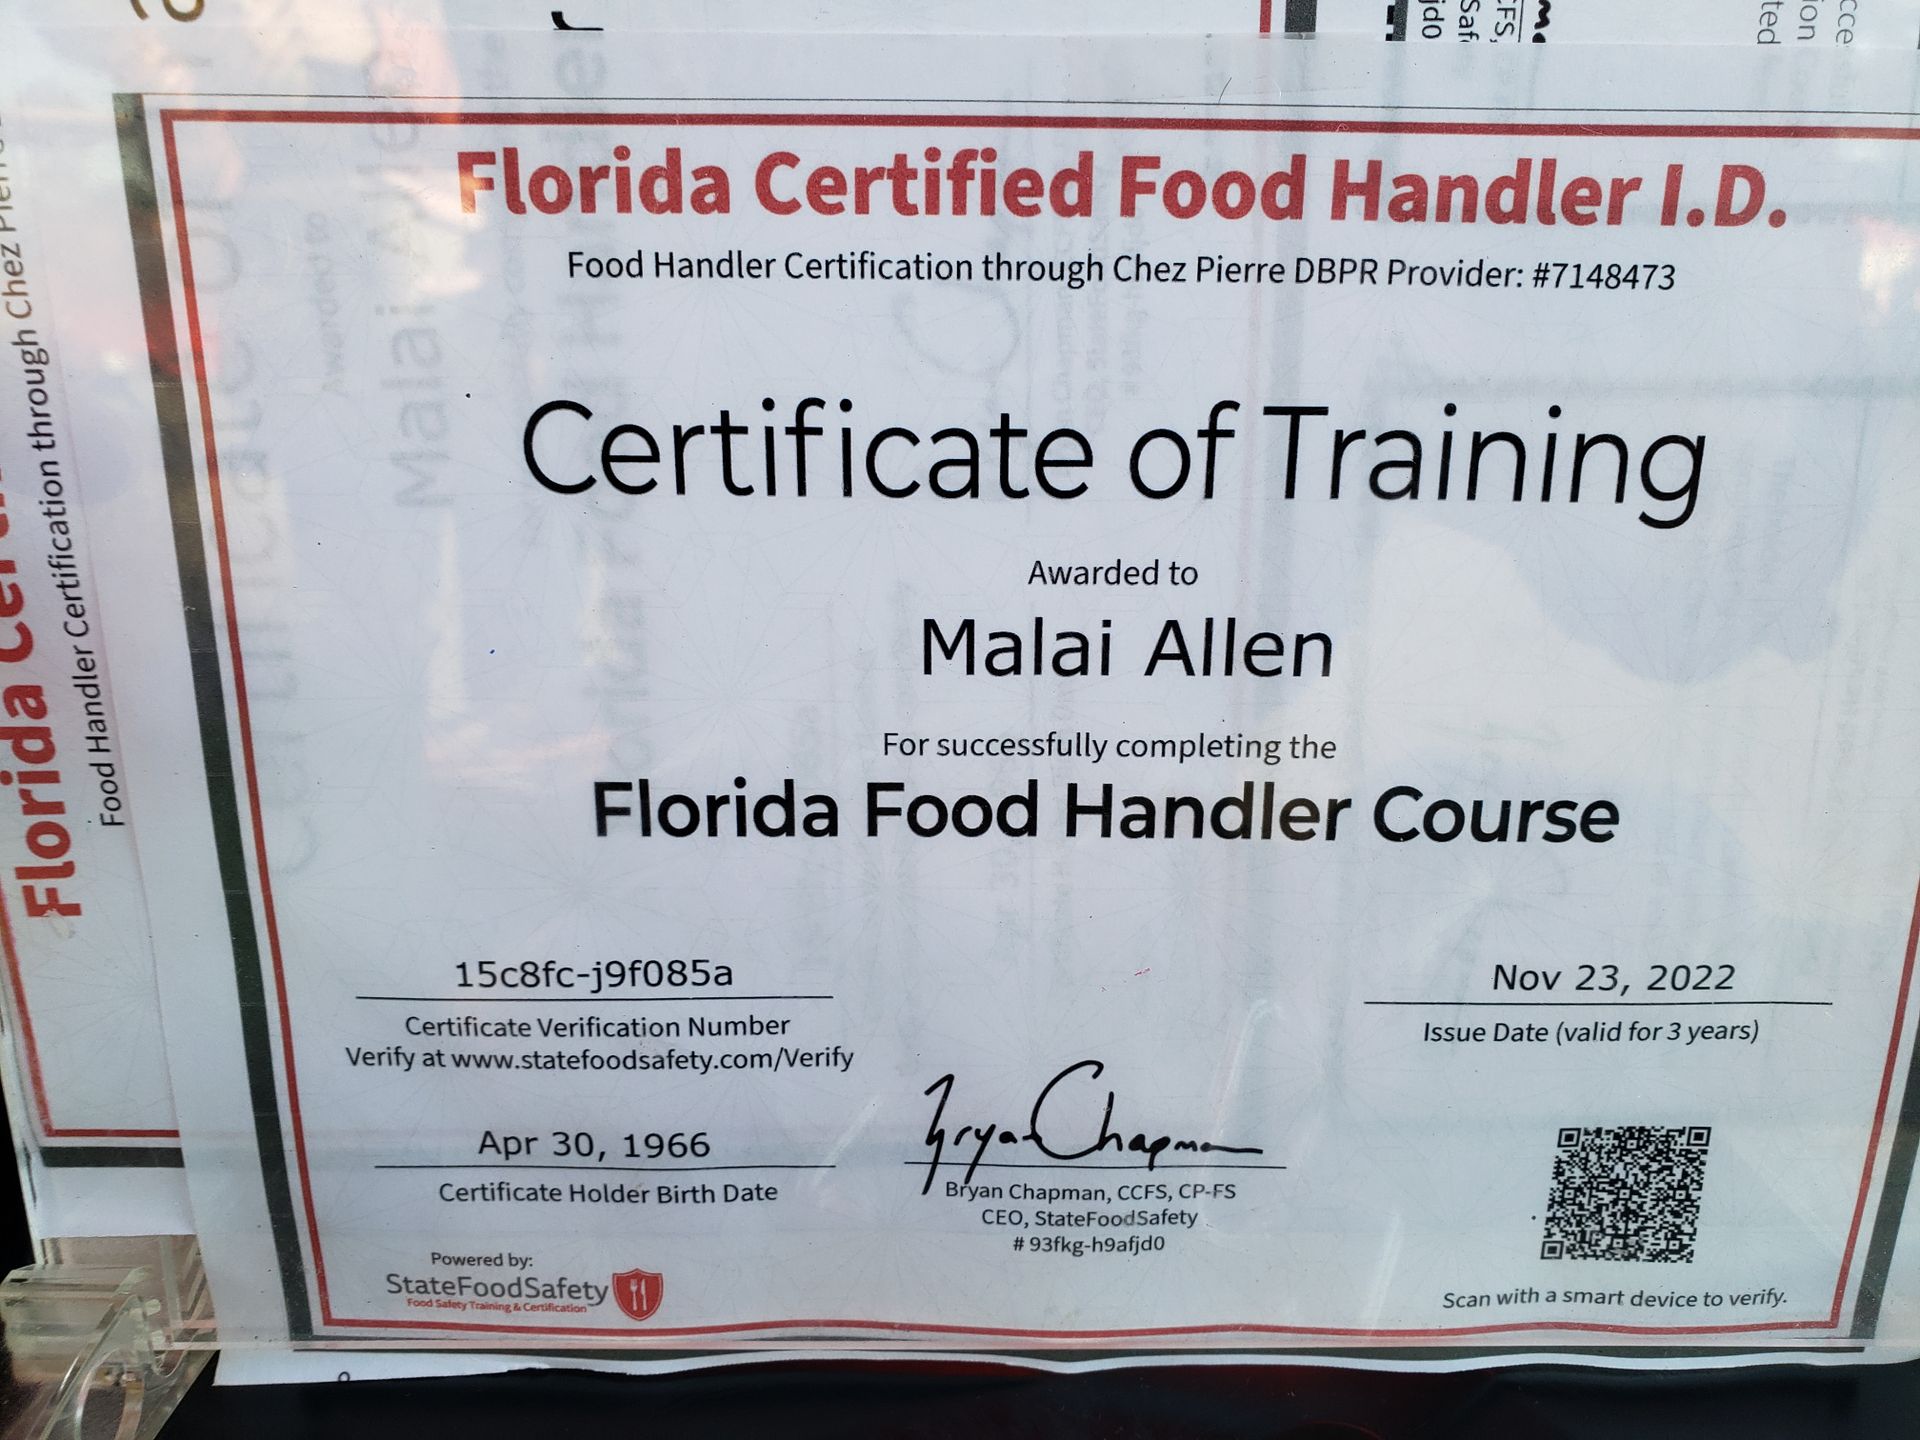 Florida Certified Food Handler I.D.
Food Handler Certification through Chez Pierre DBPR Provider: #7148473
Certificate of Training
Awarded to
Malai Allen
For successfully completing the
Florida Food Handler Course
15c8fc-j9f085a
Certificate Verification Number
Verify at www.statefoodsafety.com/Verify
Nov 23, 2022
Issue Date (valid for 3 years)
Apr 30, 1966
Certificate Holder Birth Date
Bryan Chapman
Bryan Chapman, CCFS, CP-FS
CEO, StateFoodSafety
# 93fkg-h9afjd0
Powered by:
StateFoodSafety
Food Safety Training & Certification
Scan with a smart device to verify.
Florida
Food Handler Certification through Chez